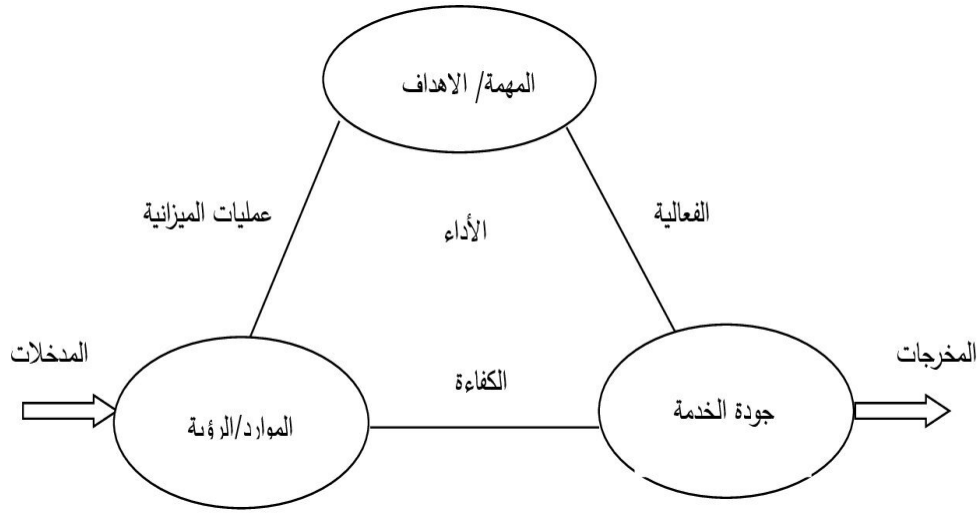 المهمة/ الاهداف
عمليات الميزانية
الفعالية
الأداء
المدخلات
المخرجات
الكفاءة
الموارد/الرؤية
جودة الخدمة